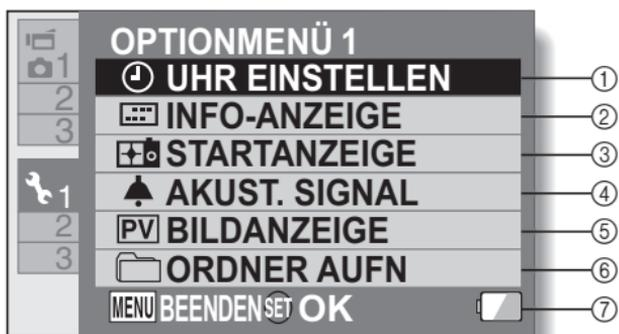 OPTIONMENÜ 1
1
2
3
1
2
3
UHR EINSTELLEN ①
INFO-ANZEIGE ②
STARTANZEIGE ③
AKUST. SIGNAL ④
PV BILDANZEIGE ⑤
ORDNER AUFN ⑥
MENU BEENDEN SET OK ⑦